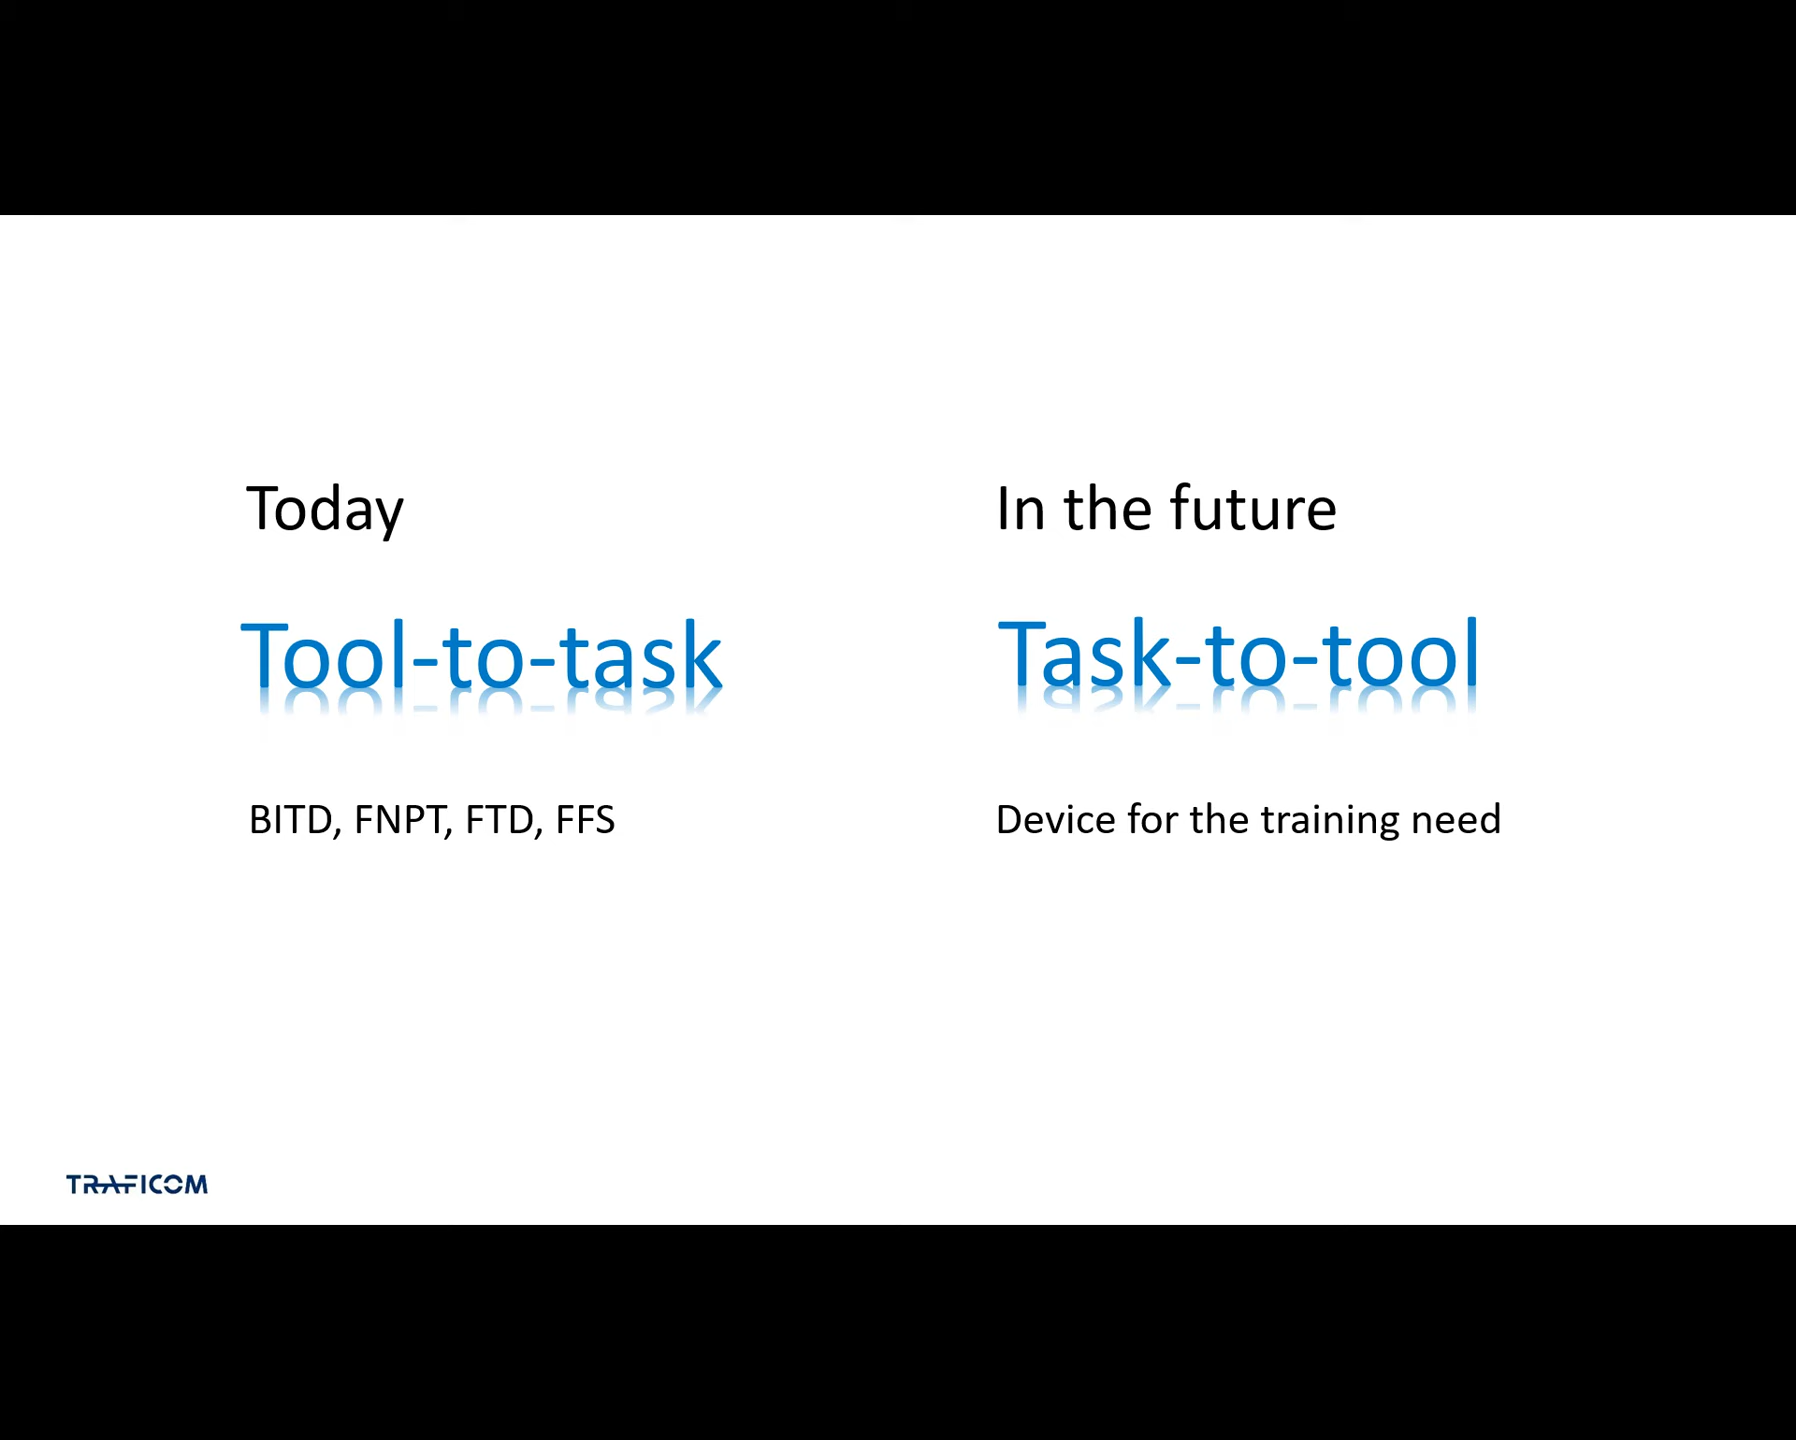 Today
Tool-to-task
BITD, FNPT, FTD, FFS
In the future
Task-to-tool
Device for the training need
TRAFICOM